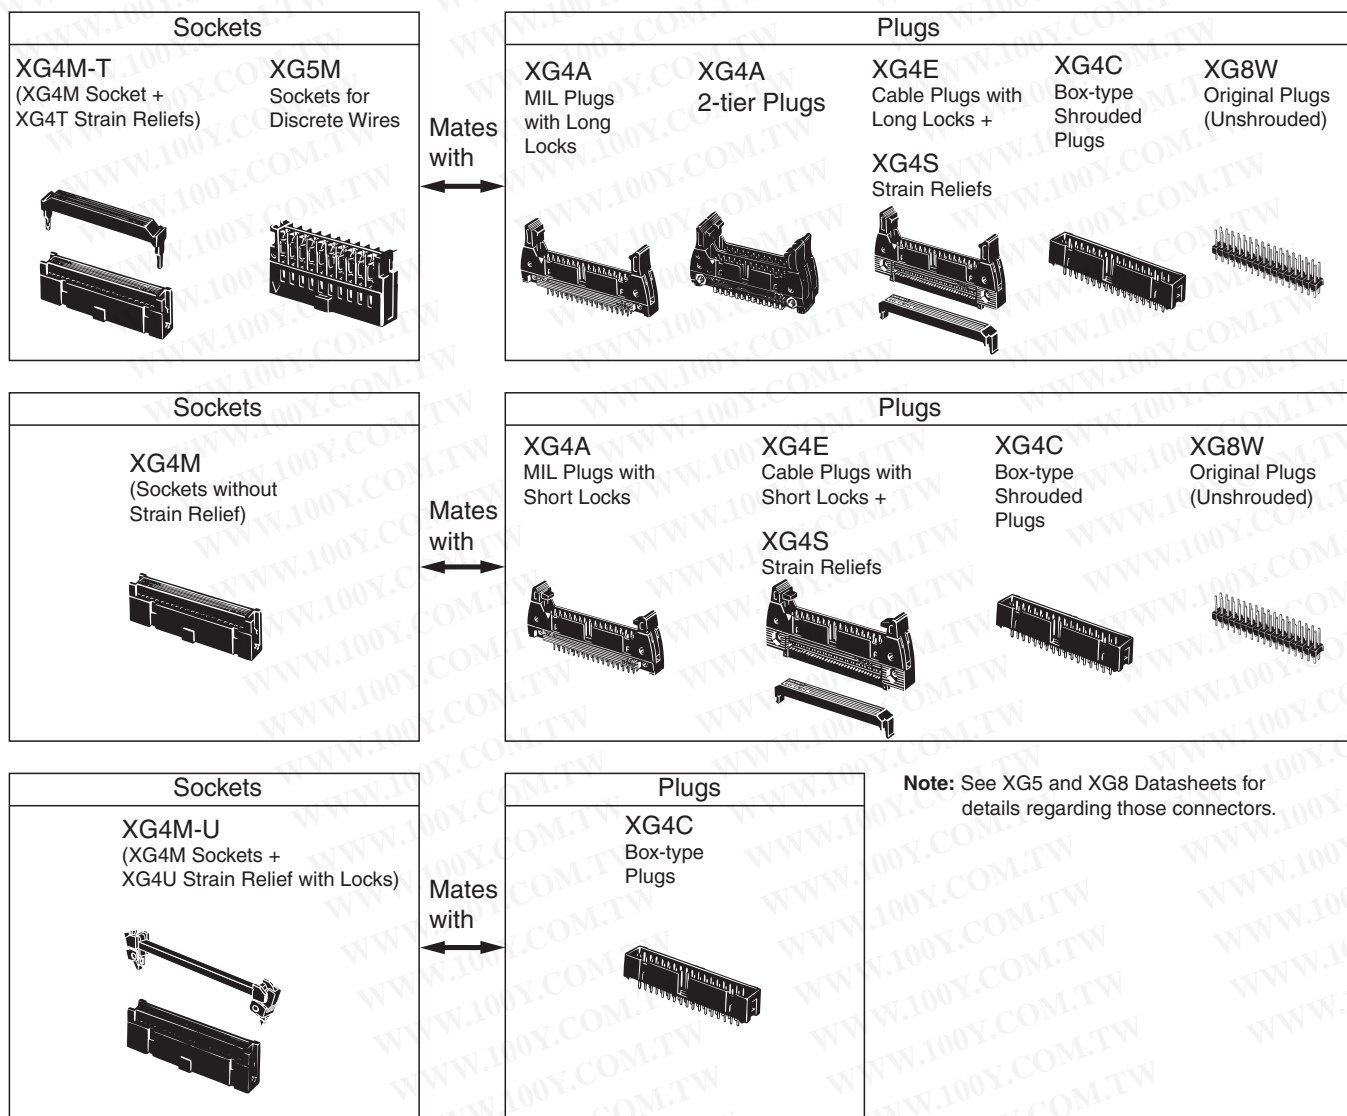 Sockets
XG4M-T
(XG4M Socket +
XG4T Strain Reliefs)
XG5M
Sockets for
Discrete Wires
Mates
with
Plugs
XG4A
MIL Plugs
with Long
Locks
XG4A
2-tier Plugs
XG4E
Cable Plugs with
Long Locks +
XG4S
Strain Reliefs
XG4C
Box-type
Shrouded
Plugs
XG8W
Original Plugs
(Unshrouded)
Sockets
XG4M
(Sockets without
Strain Relief)
Mates
with
Plugs
XG4A
MIL Plugs with
Short Locks
XG4E
Cable Plugs with
Short Locks +
XG4S
Strain Reliefs
XG4C
Box-type
Shrouded
Plugs
XG8W
Original Plugs
(Unshrouded)
Sockets
XG4M-U
(XG4M Sockets +
XG4U Strain Relief with Locks)
Mates
with
Plugs
XG4C
Box-type
Plugs
Note: See XG5 and XG8 Datasheets for
details regarding those connectors.
WWW.100Y.COM.TW